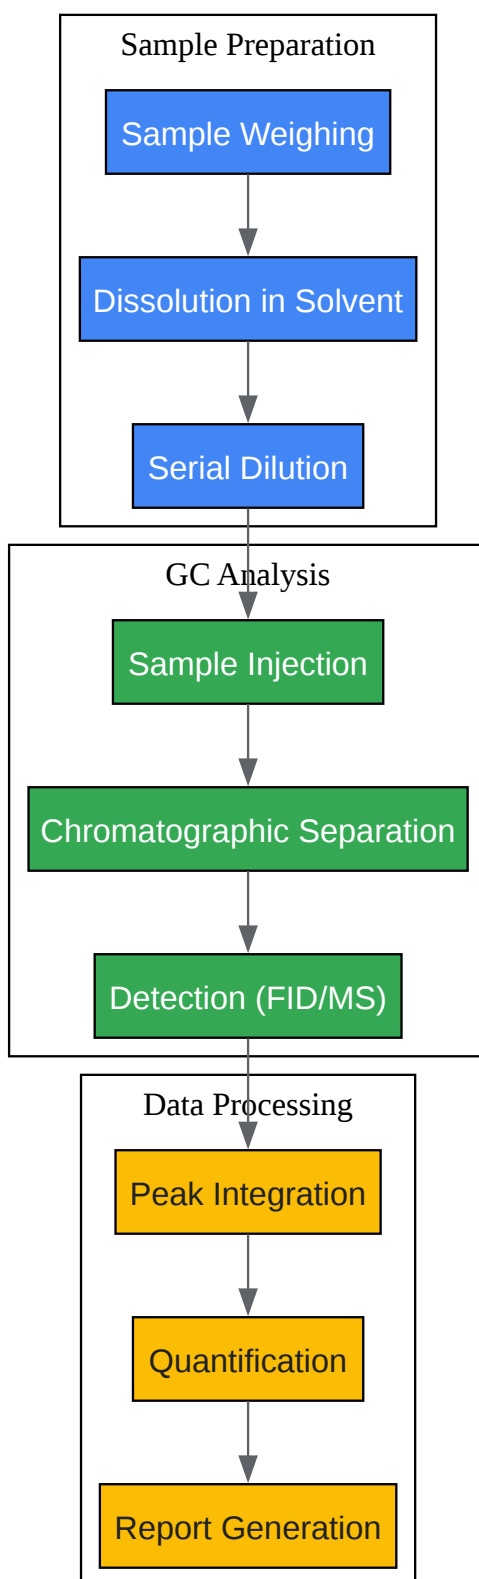 Sample Preparation
Sample Weighing
Dissolution in Solvent
Serial Dilution
GC Analysis
Sample Injection
Chromatographic Separation
Detection (FID/MS)
Data Processing
Peak Integration
Quantification
Report Generation